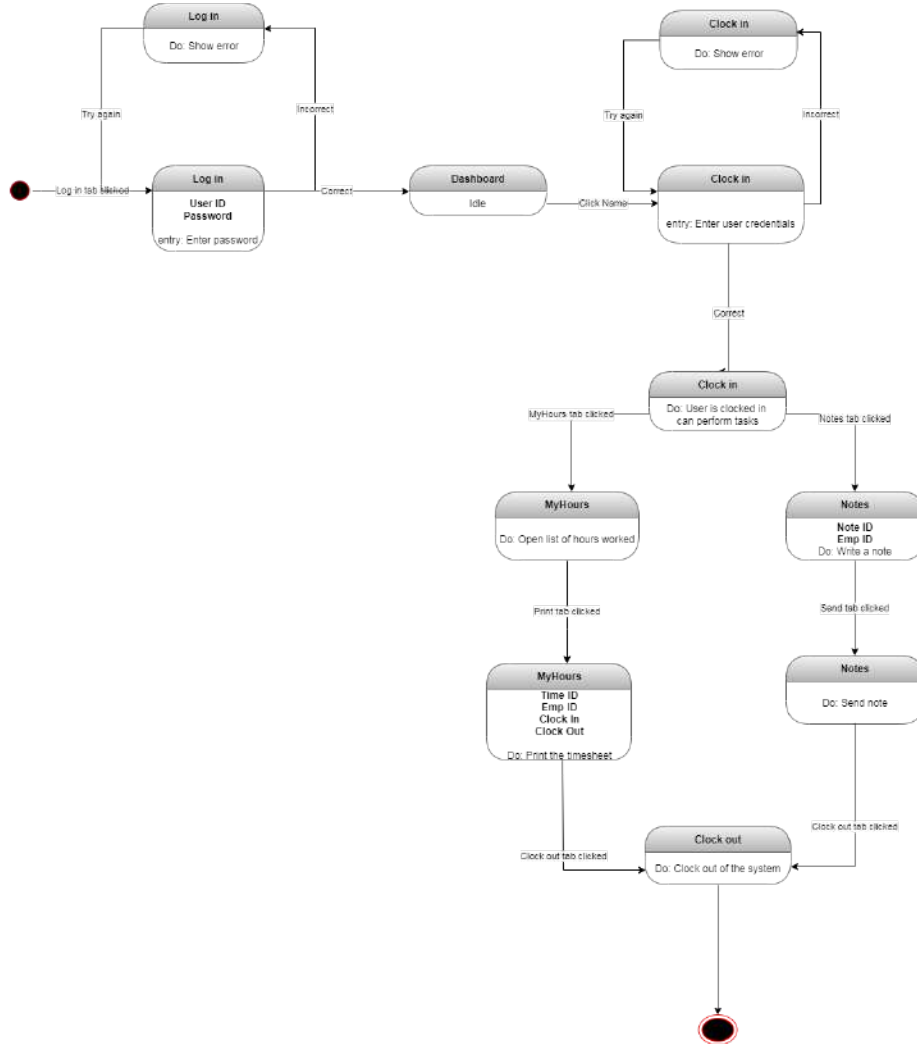 Log in
Do: Show error
Try again
Incorrect
Clock in
Do: Show error
Try again
Incorrect
Log in tab clicked
Log in
User ID
Password
entry: Enter password
Correct
Dashboard
Idle
Click Name
Clock in
entry: Enter user credentials
Correct
Clock in
Do: User is clocked in
can perform tasks
MyHours tab clicked
Notes tab clicked
MyHours
Do: Open list of hours worked
Notes
Note ID
Emp ID
Do: Write a note
Print tab clicked
Send tab clicked
MyHours
Time ID
Emp ID
Clock In
Clock Out
Do: Print the timesheet
Notes
Do: Send note
Clock out tab clicked
Clock out tab clicked
Clock out
Do: Clock out of the system